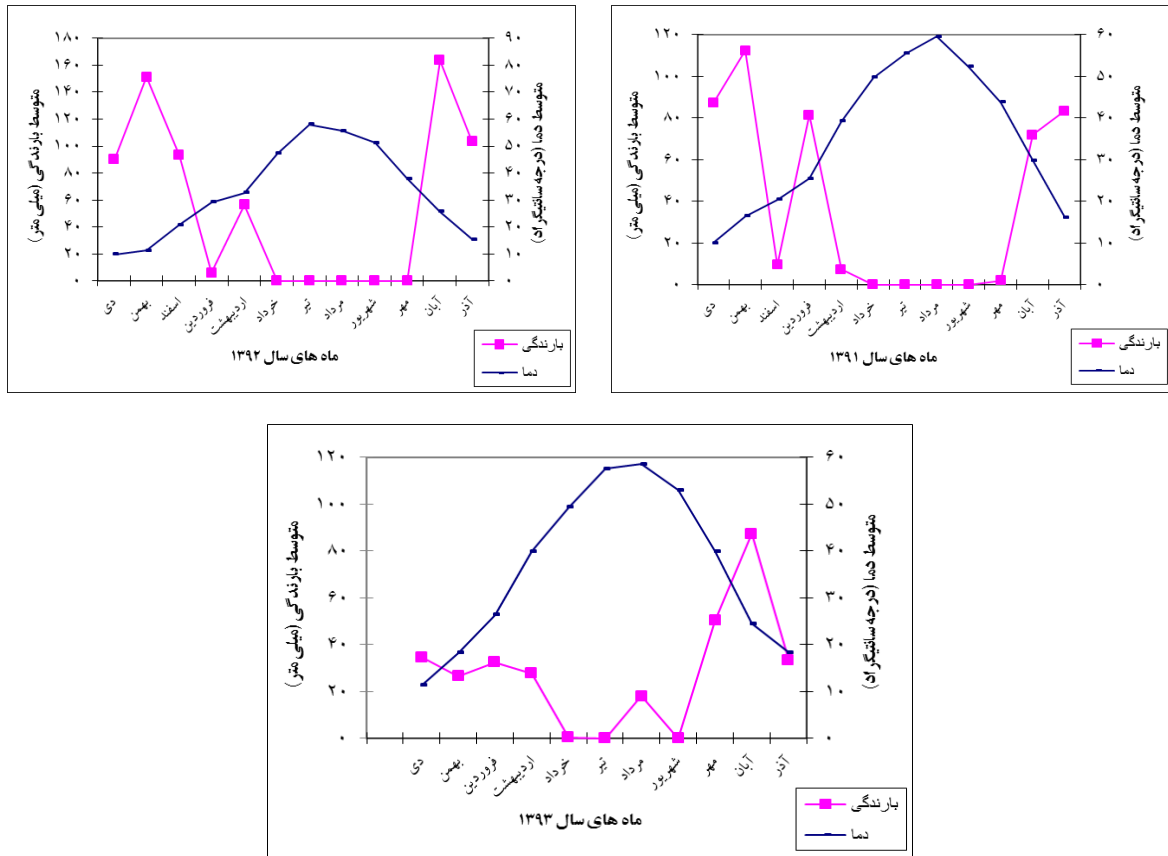 ۱۸۰
۱۶۰
۱۴۰
۱۲۰
۱۰۰
۸۰
۶۰
۴۰
۲۰
۰
متوسط بارندگی (میلی متر)
۹۰
۸۰
۷۰
۶۰
۵۰
۴۰
۳۰
۲۰
۱۰
۰
متوسط دما (درجه سانتیگراد)
دی
بهمن
اسفند
فروردین
اردیبهشت
خرداد
تیر
مرداد
شهریور
مهر
آبان
آذر
ماه های سال ۱۳۹۲
بارندگی
دما
۱۲۰
۱۰۰
۸۰
۶۰
۴۰
۲۰
۰
متوسط بارندگی (میلی متر)
۶۰
۵۰
۴۰
۳۰
۲۰
۱۰
۰
متوسط دما (درجه سانتیگراد)
دی
بهمن
اسفند
فروردین
اردیبهشت
خرداد
تیر
مرداد
شهریور
مهر
آبان
آذر
ماه های سال ۱۳۹۱
بارندگی
دما
۱۲۰
۱۰۰
۸۰
۶۰
۴۰
۲۰
۰
متوسط بارندگی (میلی متر)
۶۰
۵۰
۴۰
۳۰
۲۰
۱۰
۰
متوسط دما (درجه سانتیگراد)
دی
بهمن
فروردین
اردیبهشت
خرداد
تیر
مرداد
شهریور
مهر
آبان
آذر
ماه های سال ۱۳۹۳
بارندگی
دما